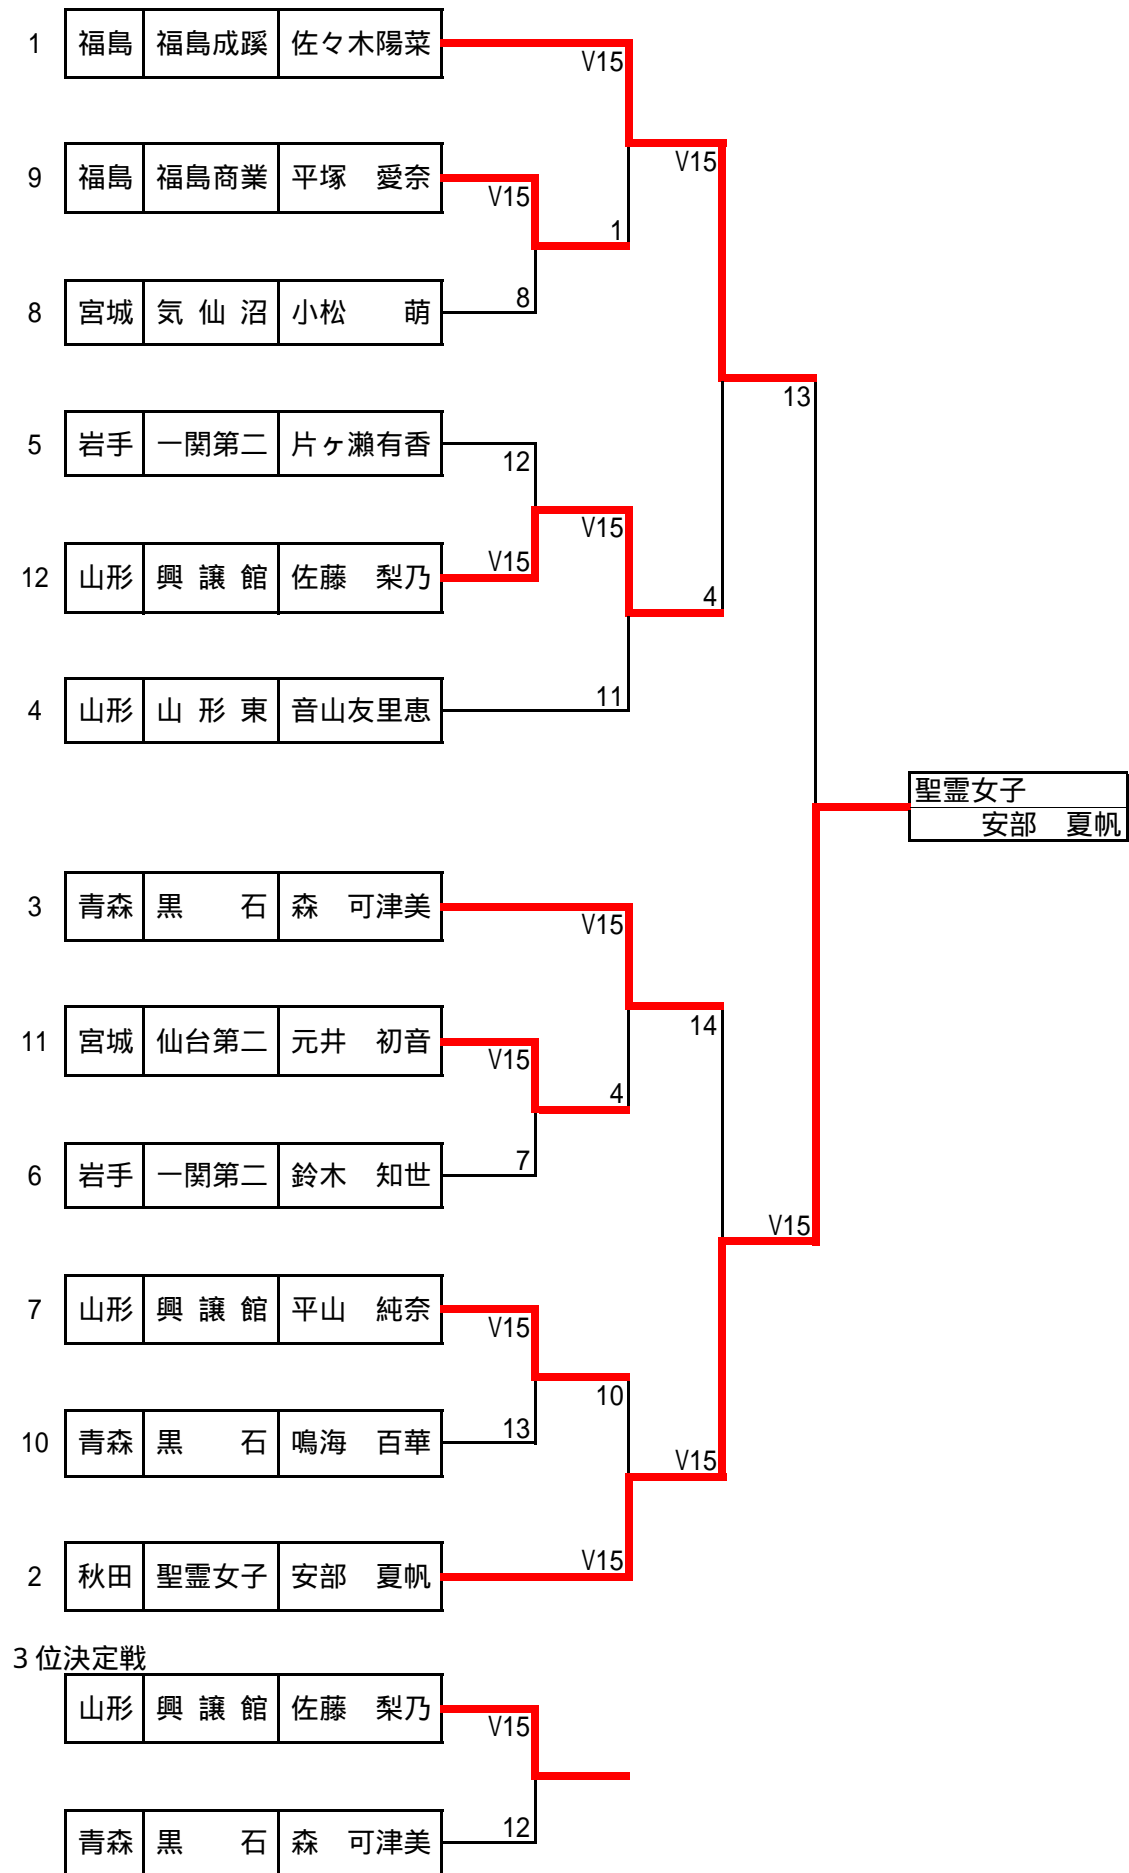 1 福島 福島成蹊 佐々木陽菜
V15
V15
9 福島 福島商業 平塚 愛奈
V15
1
8 宮城 気仙沼 小松 萌
8
13
5 岩手 一関第二 片ヶ瀬有香
12
V15
12 山形 興譲館 佐藤 梨乃
V15
4
4 山形 山形東 音山友里恵
11
聖霊女子
安部 夏帆
3 青森 黒石 森 可津美
V15
14
11 宮城 仙台第二 元井 初音
V15
4
6 岩手 一関第二 鈴木 知世
7
V15
7 山形 興譲館 平山 純奈
V15
10
10 青森 黒石 鳴海 百華
13
V15
2 秋田 聖霊女子 安部 夏帆
V15
3位決定戦
山形 興譲館 佐藤 梨乃
V15
青森 黒石 森 可津美
12